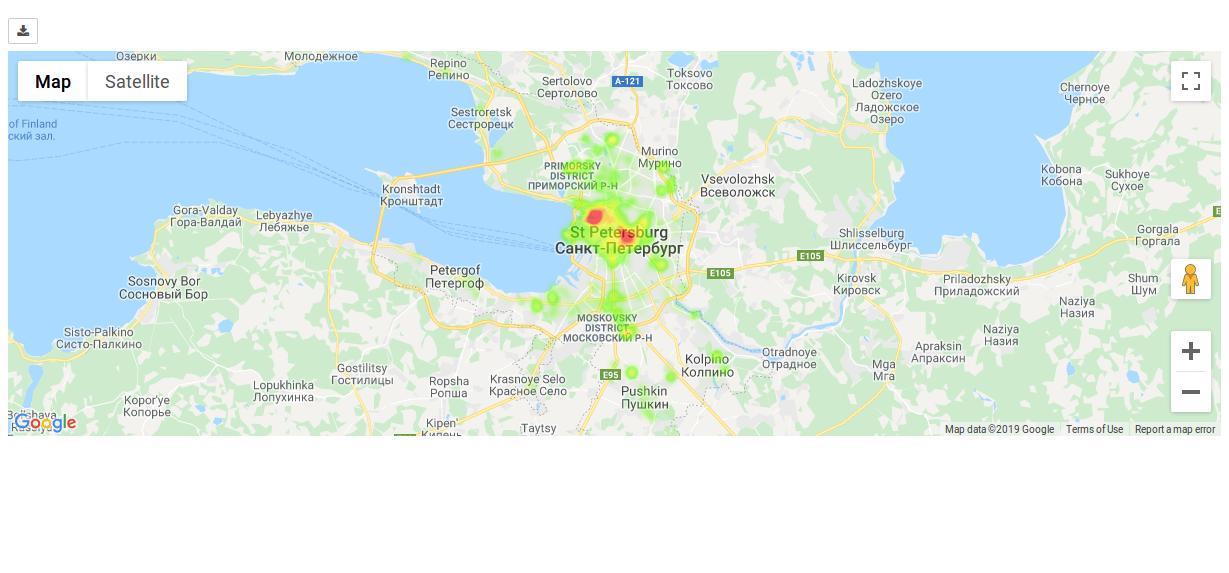 Озерки
Молодежное
Map
Satellite
Repino
Репино
Sertolovo
Сертолово
A-121
Toksovo
Токсово
Ladozhskoye
Ozero
Ладожское
Озеро
Chernoye
Черное
of Finland
ский зал.
Sestroretsk
Сестрорецк
Murino
Мурино
PRIMORSKY
DISTRICT
ПРИМОРСКИЙ Р-Н
Vsevolozhsk
Всеволожск
Kobona
Кобона
Sukhoye
Сухое
Kronshtadt
Кронштадт
Gora-Valday
Гора-Валдай
Lebyazhye
Лебяжье
St Petersburg
Санкт-Петербург
Shlisselburg
Шлиссельбург
Gorgala
Горгала
E105
E105
Petergof
Петергоф
Sosnovy Bor
Сосновый Бор
Kirovsk
Кировск
Priladozhsky
Приладожский
Shum
Шум
Naziya
Назия
MOSKOVSKY
DISTRICT
МОСКОВСКИЙ Р-Н
Sisto-Palkino
Систо-Палкино
Naziya
Назия
Otradnoye
Отрадное
Apraksin
Апраксин
Kolpino
Колпино
Mga
Мга
Gostilitsy
Гостилицы
E95
Krasnoye Selo
Красное Село
Ropsha
Ропша
Lopukhinka
Лопухинка
Pushkin
Пушкин
Kopor'ye
Копорье
Google
Kipen'
Кипень
Taytsy
Map data ©2019 Google
Terms of Use
Report a map error